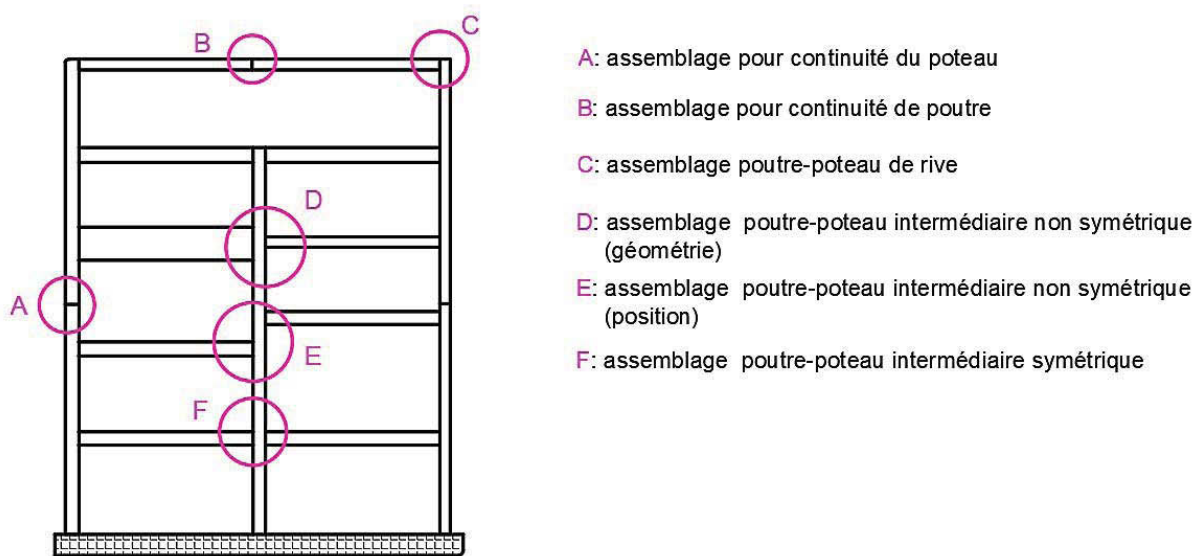 B
C
D
A
E
F
A: assemblage pour continuité du poteau
B: assemblage pour continuité de poutre
C: assemblage poutre-poteau de rive
D: assemblage poutre-poteau intermédiaire non symétrique
(géométrie)
E: assemblage poutre-poteau intermédiaire non symétrique
(position)
F: assemblage poutre-poteau intermédiaire symétrique